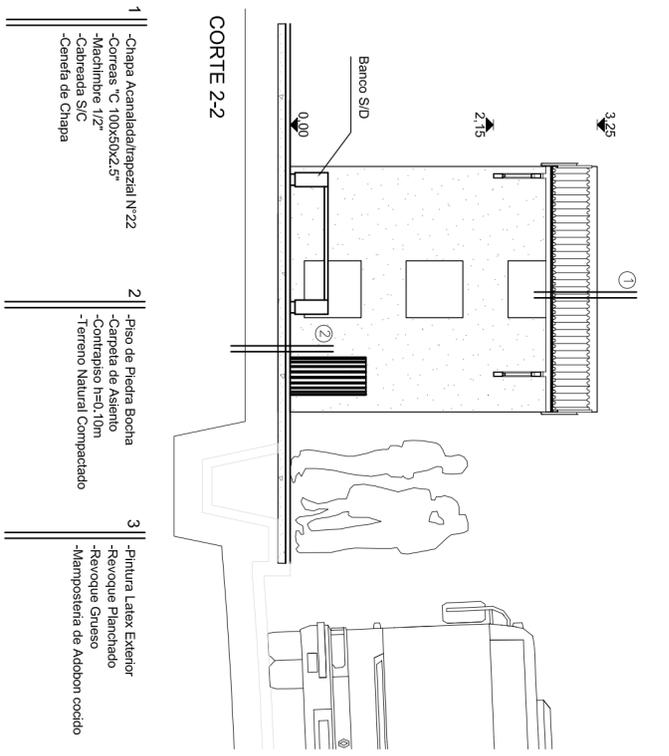 3,25
1
2,15
Banco S/D
0,00
2
CORTE 2-2
1
-Chapa Acanalada/trapezial N°22
-Correas "C 100x50x2,5"
-Machimbre 1/2"
-Cabreada S/C
-Cenefa de Chapa
2
-Piso de Piedra Bocha
-Carpeta de Asiento
-Contrapiso h=0.10m
-Terreno Natural Compactado
3
-Pintura Latex Exterior
-Revoque Planchado
-Revoque Grueso
-Mamposteria de Adobon cocido